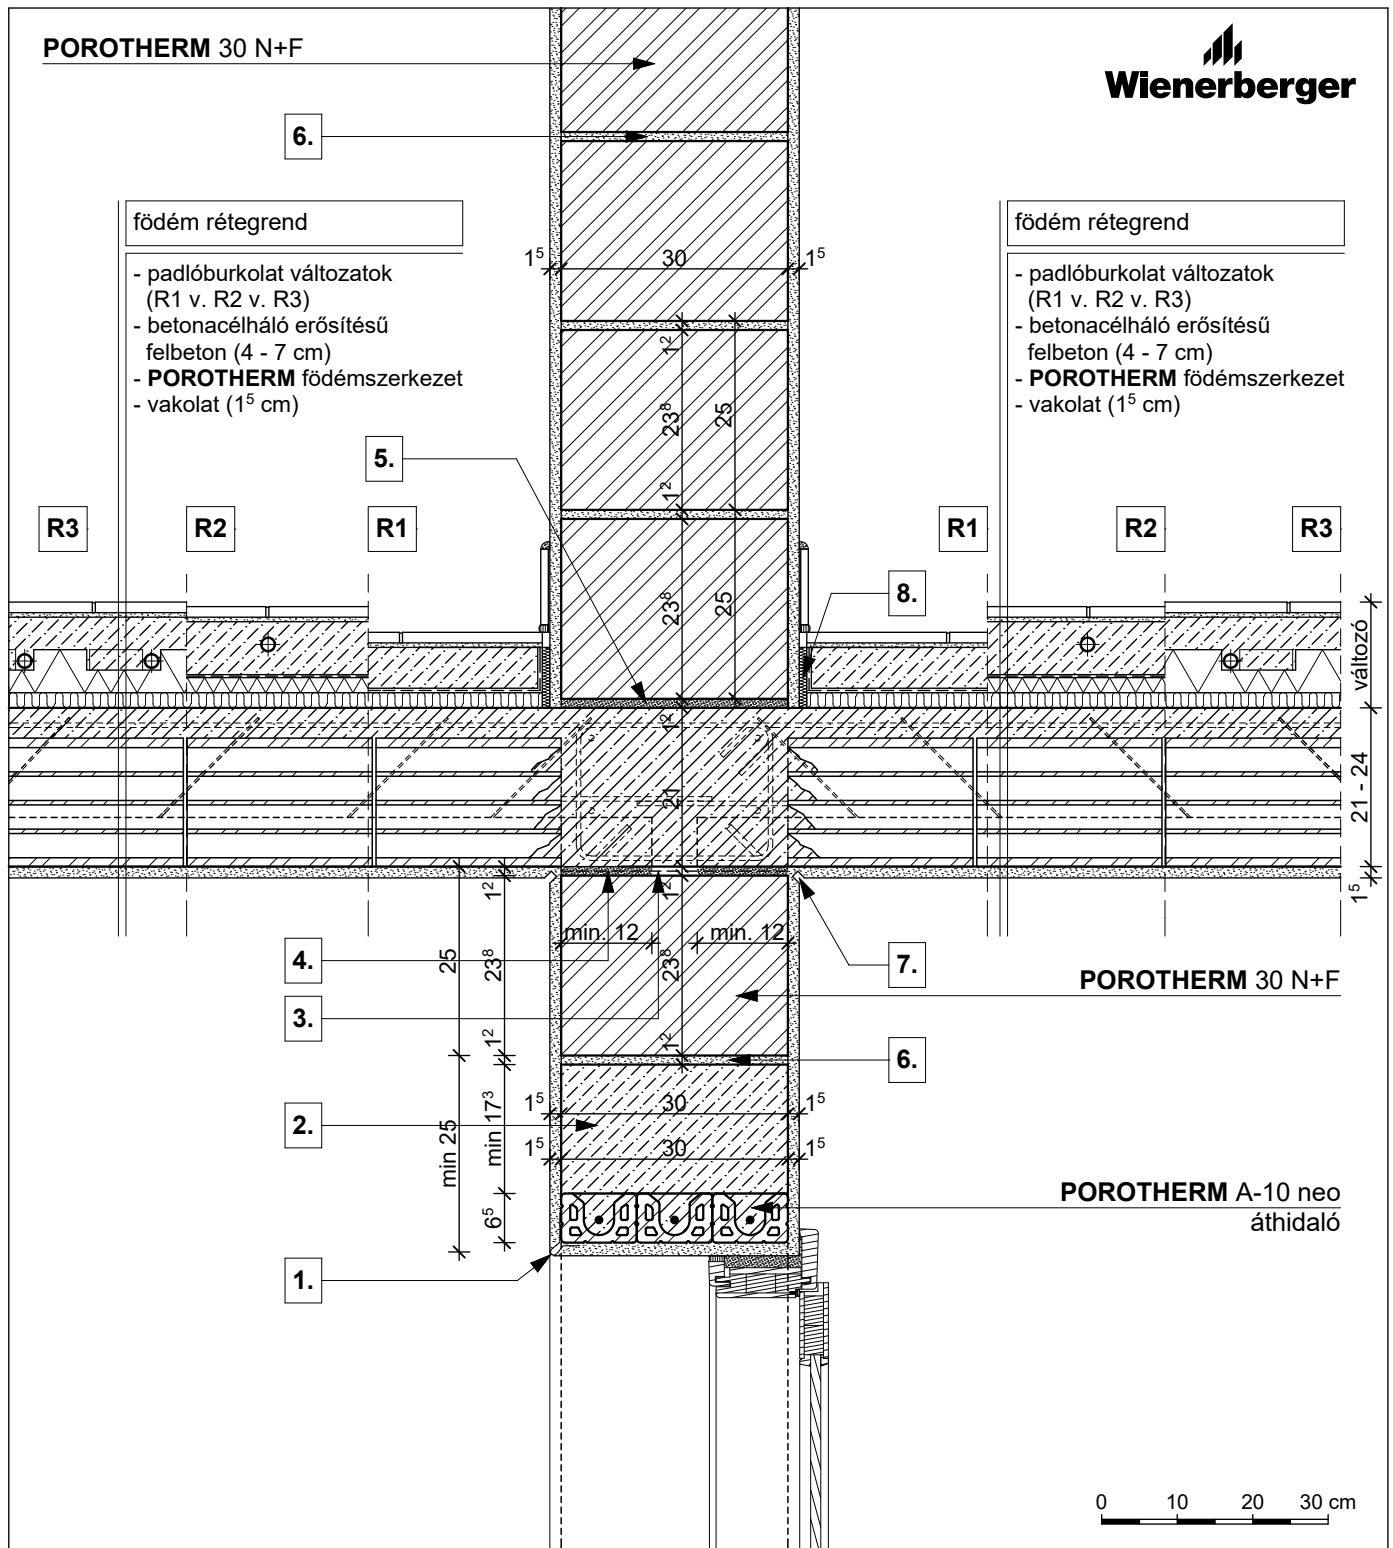 POROTHERM 30 N+F
Wienerberger
6.
födém rétegrend
- padlóburkolat változatok
(R1 v. R2 v. R3)
- betonacélháló erősítésű
felbeton (4 - 7 cm)
- POROTHERM födémszerkezet
- vakolat (1⁵ cm)
födém rétegrend
- padlóburkolat változatok
(R1 v. R2 v. R3)
- betonacélháló erősítésű
felbeton (4 - 7 cm)
- POROTHERM födémszerkezet
- vakolat (1⁵ cm)
1⁵
30
1⁵
1²
23⁸
25
1²
5.
R3
R2
R1
R1
R2
R3
23⁸
25
8.
változó
1²
21
21 - 24
1⁵
1²
1²
min. 12
min. 12
25
23⁸
23⁸
4.
7.
POROTHERM 30 N+F
3.
1²
1²
6.
2.
min 25
min 17³
1⁵
30
1⁵
1⁵
30
1⁵
6⁵
POROTHERM A-10 neo
áthidaló
1.
0 10 20 30 cm